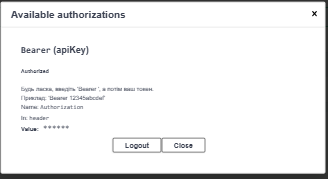 Available authorizations
×
Bearer (apiKey)
Authorized
Будь ласка, введіть 'Bearer ', а потім ваш токен.
Приклад: 'Bearer 12345abcdef'
Name: Authorization
In: header
Value: ******
Logout Close